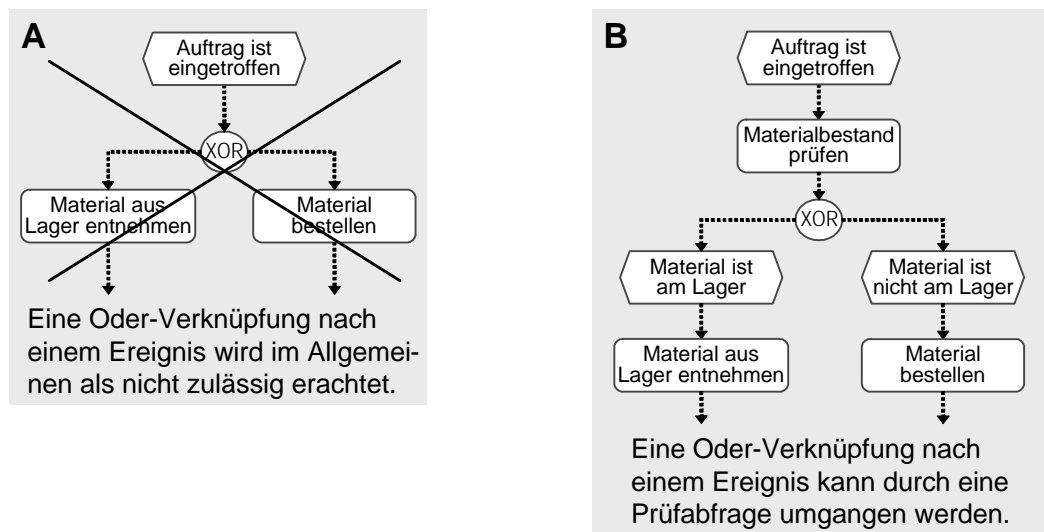 A
Auftrag ist
eingetroffen
XOR
Material aus
Lager entnehmen
Material
bestellen
Eine Oder-Verknüpfung nach
einem Ereignis wird im Allgemei-
nen als nicht zulässig erachtet.
B
Auftrag ist
eingetroffen
Materialbestand
prüfen
XOR
Material ist
am Lager
Material ist
nicht am Lager
Material aus
Lager entnehmen
Material
bestellen
Eine Oder-Verknüpfung nach
einem Ereignis kann durch eine
Prüfabfrage umgangen werden.